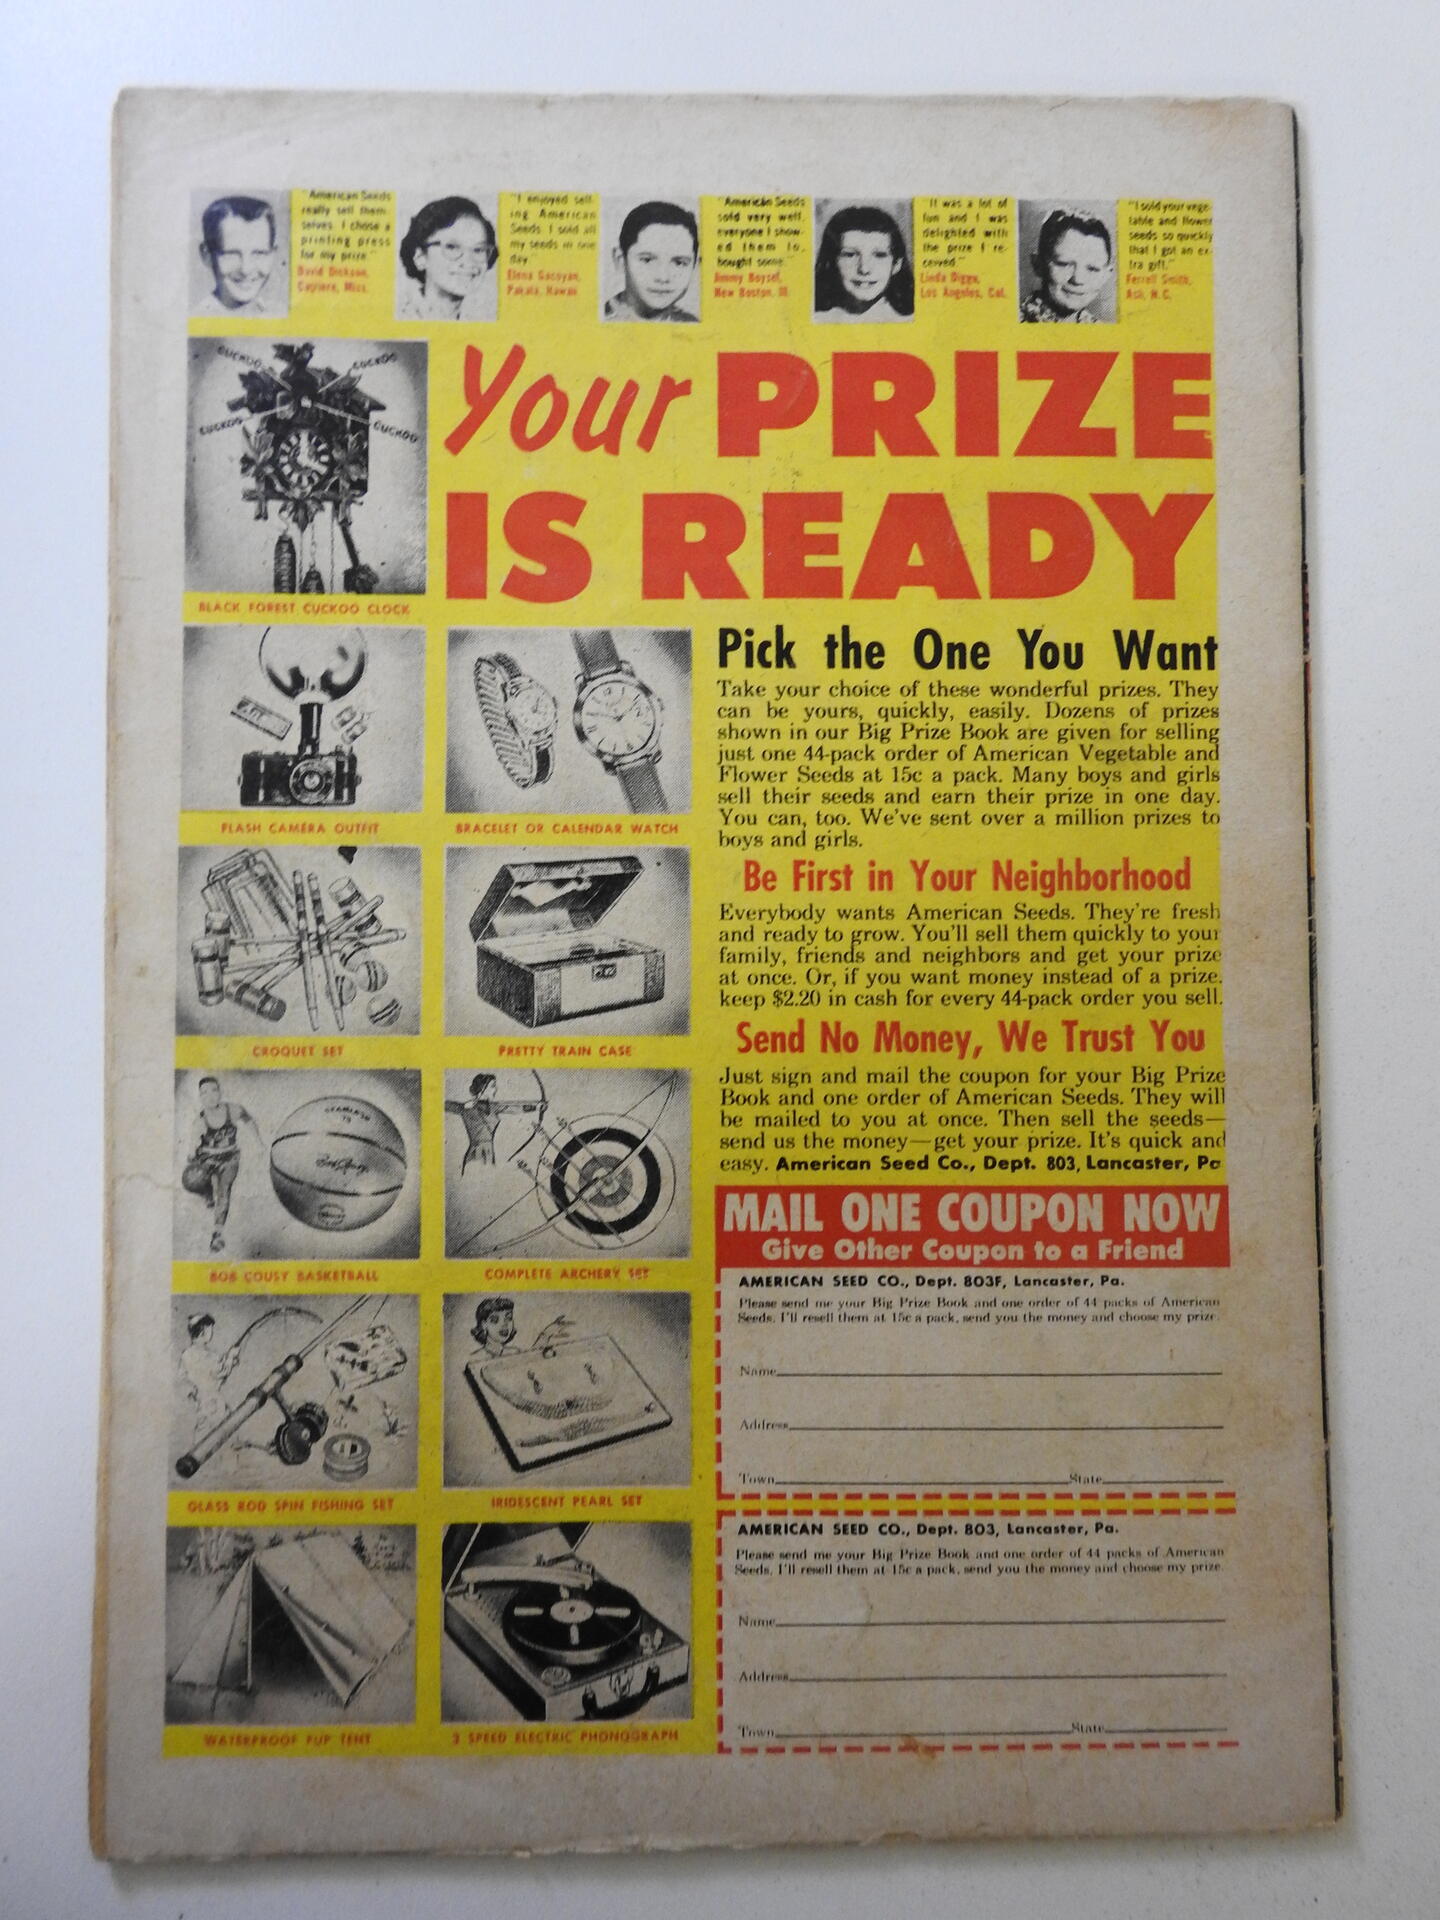 "American Seeds
really sell them-
selves. I chose a
printing press
for my prize."
David Dickson,
Miss.
"I enjoyed sell-
ing American
Seeds. I sold all
my seeds in one
day."
Elena Gasoyan,
Pakala, Hawaii
"American Seeds
sold very well,
everyone I show-
ed them to,
bought some."
Jimmy Boysel,
New Boston, Ill.
"It was a lot of
fun and I was
delighted with
the prize I re-
ceived."
Linda Biggs,
Los Angeles, Cal.
"I sold your vege-
table and flower
seeds so quickly
that I got an ex-
tra gift."
Ferrell Smith,
Ash, N.C.
CUCKOO CUCKOO
CUCKOO CUCKOO
BLACK FOREST CUCKOO CLOCK
Your PRIZE
IS READY
FLASH CAMERA OUTFIT
BRACELET OR CALENDAR WATCH
CROQUET SET
PRETTY TRAIN CASE
BOB COUSY BASKETBALL
COMPLETE ARCHERY SET
GLASS ROD SPIN FISHING SET
IRIDESCENT PEARL SET
WATERPROOF PUP TENT
3 SPEED ELECTRIC PHONOGRAPH
Pick the One You Want
Take your choice of these wonderful prizes. They
can be yours, quickly, easily. Dozens of prizes
shown in our Big Prize Book are given for selling
just one 44-pack order of American Vegetable and
Flower Seeds at 15c a pack. Many boys and girls
sell their seeds and earn their prize in one day.
You can, too. We've sent over a million prizes to
boys and girls.
Be First in Your Neighborhood
Everybody wants American Seeds. They're fresh
and ready to grow. You'll sell them quickly to your
family, friends and neighbors and get your prize
at once. Or, if you want money instead of a prize,
keep $2.20 in cash for every 44-pack order you sell.
Send No Money, We Trust You
Just sign and mail the coupon for your Big Prize
Book and one order of American Seeds. They will
be mailed to you at once. Then sell the seeds—
send us the money—get your prize. It's quick and
easy. American Seed Co., Dept. 803, Lancaster, Pa
MAIL ONE COUPON NOW
Give Other Coupon to a Friend
AMERICAN SEED CO., Dept. 803F, Lancaster, Pa.
Please send me your Big Prize Book and one order of 44 packs of American
Seeds. I'll resell them at 15c a pack, send you the money and choose my prize.
Name
Address
Town State
AMERICAN SEED CO., Dept. 803, Lancaster, Pa.
Please send me your Big Prize Book and one order of 44 packs of American
Seeds. I'll resell them at 15c a pack, send you the money and choose my prize.
Name
Address
Town State